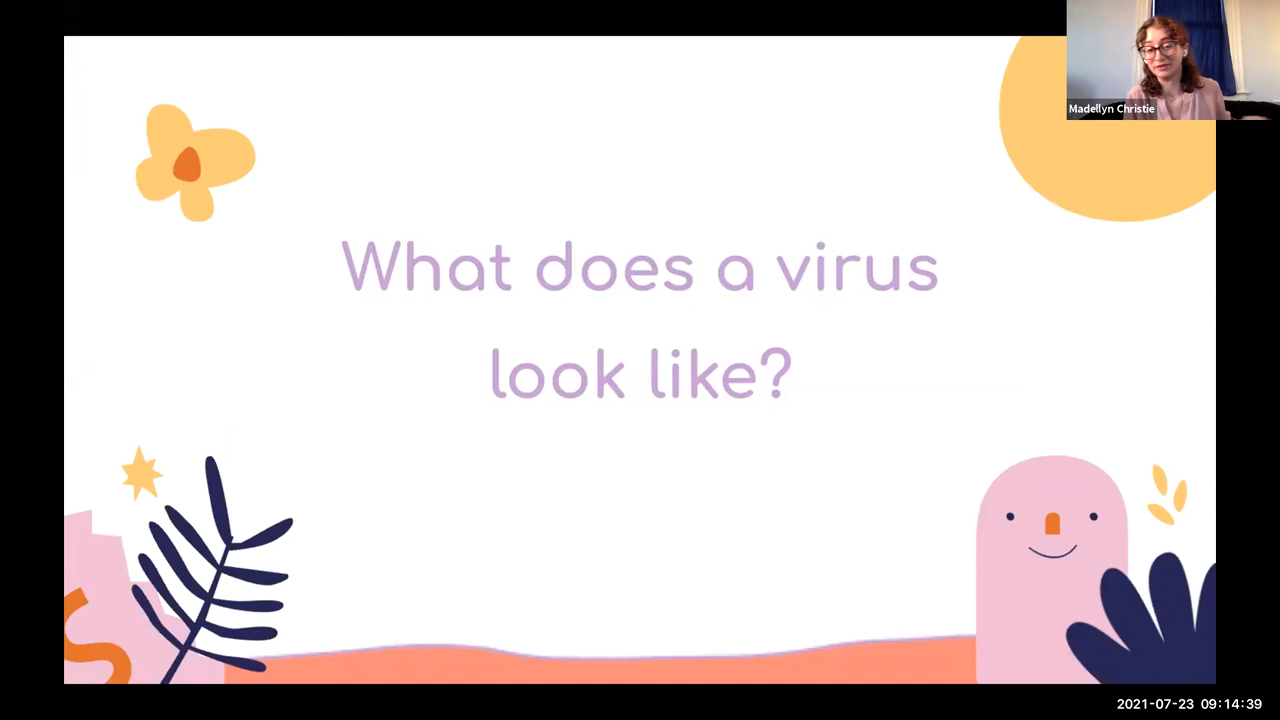 Madellyn Christie
What does a virus
look like?
S
2021-07-23 09:14:39